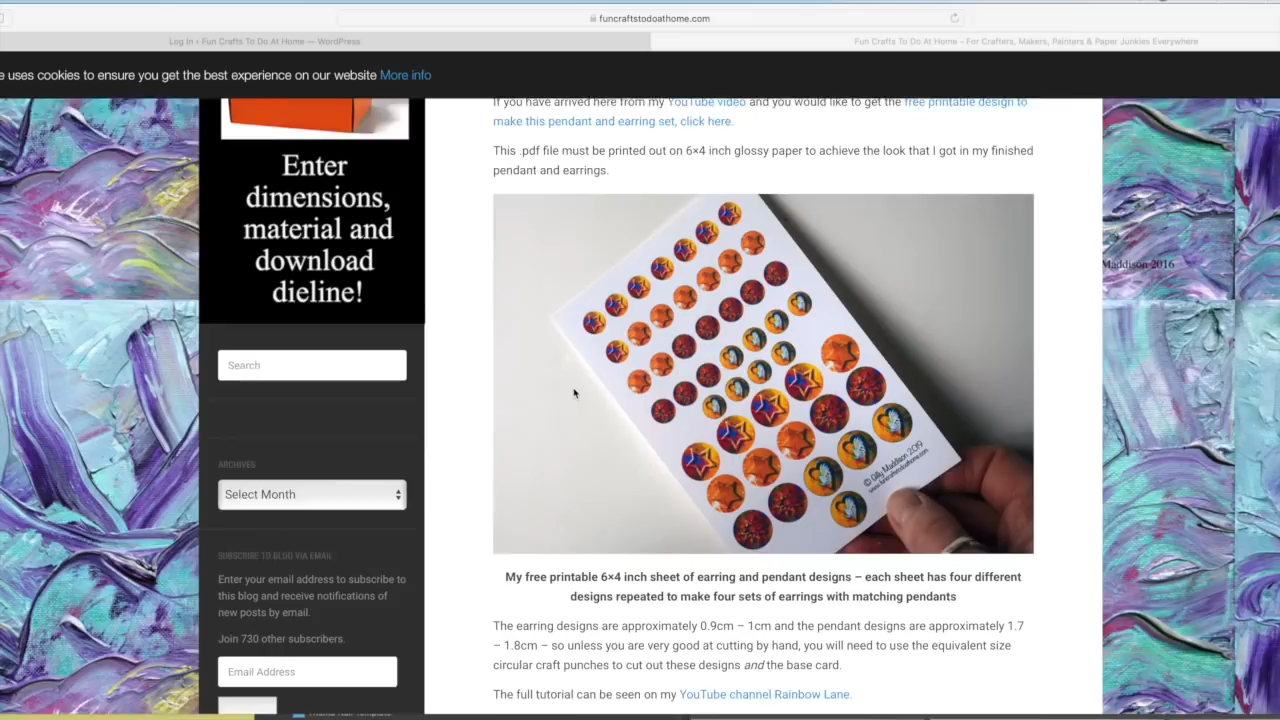 funcraftstodoathome.com
Log In ‹ Fun Crafts To Do At Home — WordPress
Fun Crafts To Do At Home – For Crafters, Makers, Painters & Paper Junkies Everywhere
e uses cookies to ensure you get the best experience on our website More info
Enter
dimensions,
material and
download
dieline!
Search
ARCHIVES
Select Month
SUBSCRIBE TO BLOG VIA EMAIL
Enter your email address to subscribe to
this blog and receive notifications of
new posts by email.
Join 730 other subscribers.
Email Address
If you have arrived here from my YouTube video and you would like to get the free printable design to
make this pendant and earring set, click here.
This .pdf file must be printed out on 6×4 inch glossy paper to achieve the look that I got in my finished
pendant and earrings.
© Gilly Maddison 2019
www.funcraftstodoathome.com
My free printable 6×4 inch sheet of earring and pendant designs – each sheet has four different
designs repeated to make four sets of earrings with matching pendants
The earring designs are approximately 0.9cm – 1cm and the pendant designs are approximately 1.7
– 1.8cm – so unless you are very good at cutting by hand, you will need to use the equivalent size
circular craft punches to cut out these designs and the base card.
The full tutorial can be seen on my YouTube channel Rainbow Lane.
Maddison 2016